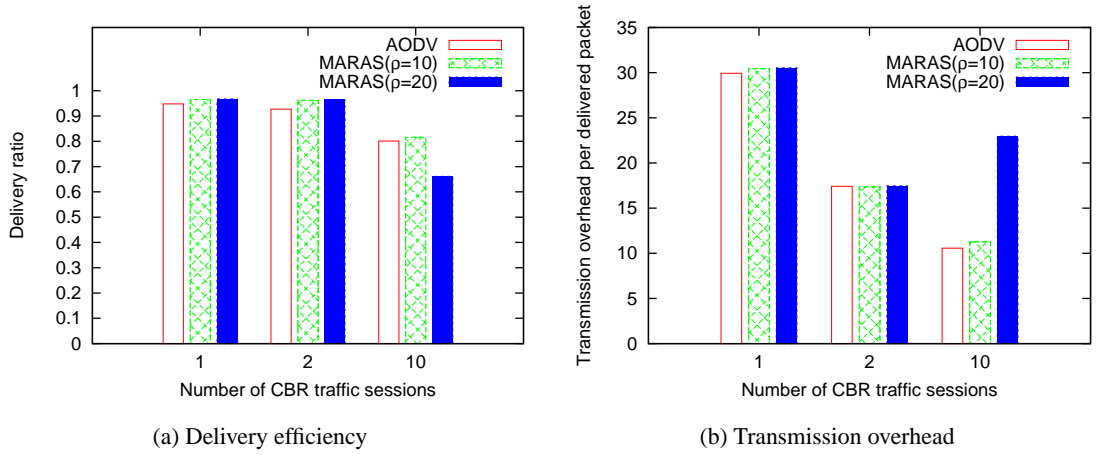 AODV
MARAS(ρ=10)
MARAS(ρ=20)
1
0.9
0.8
0.7
0.6
0.5
0.4
0.3
0.2
0.1
0
Delivery ratio
1 2 10
Number of CBR traffic sessions
(a) Delivery efficiency
35
30
25
20
15
10
5
0
Transmission overhead per delivered packet
AODV
MARAS(ρ=10)
MARAS(ρ=20)
1 2 10
Number of CBR traffic sessions
(b) Transmission overhead